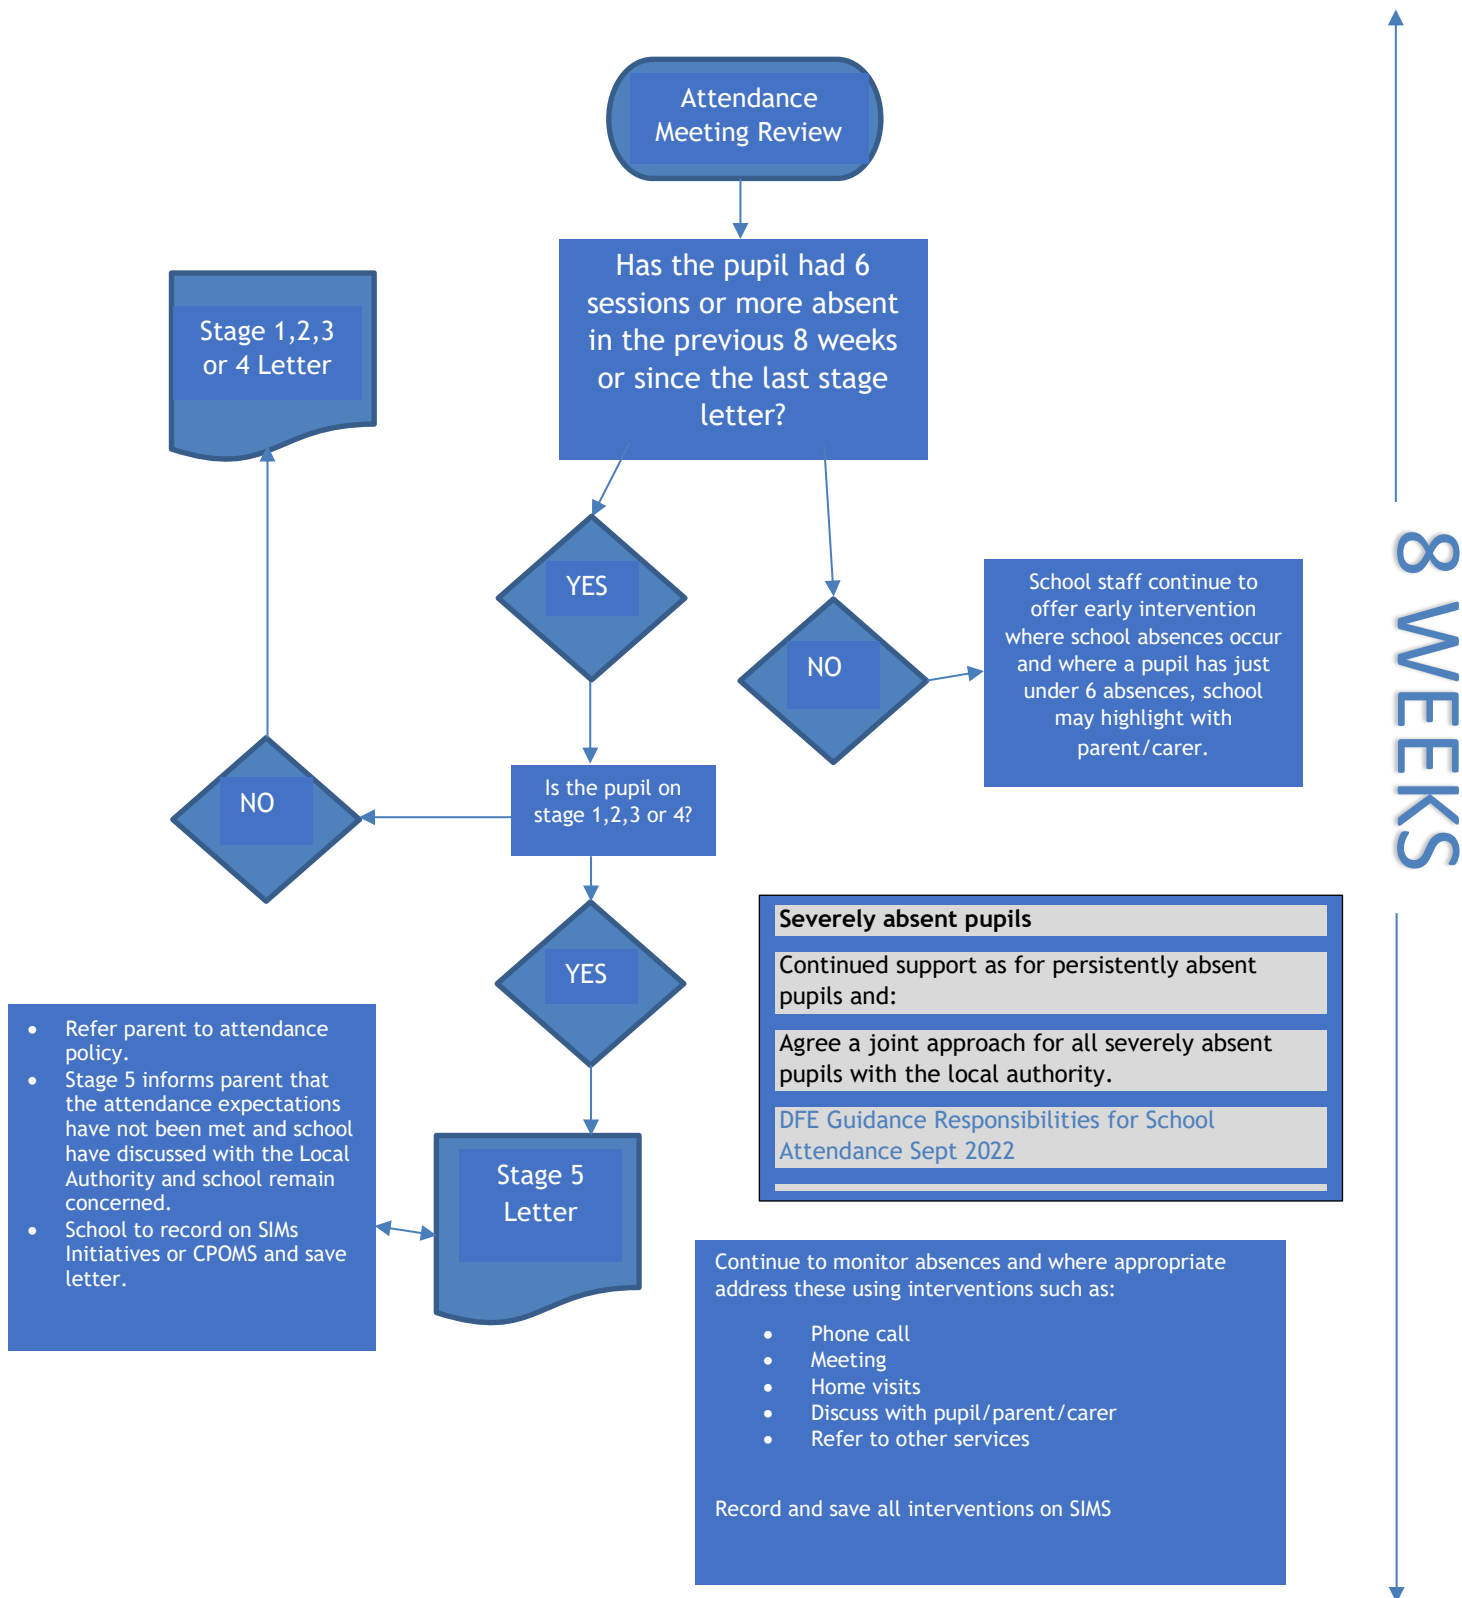 Attendance
Meeting Review
Has the pupil had 6
sessions or more absent
in the previous 8 weeks
or since the last stage
letter?
Stage 1,2,3
or 4 Letter
YES
NO
School staff continue to
offer early intervention
where school absences occur
and where a pupil has just
under 6 absences, school
may highlight with
parent/carer.
8 WEEKS
Is the pupil on
stage 1,2,3 or 4?
NO
YES
Severely absent pupils
Continued support as for persistently absent
pupils and:
Agree a joint approach for all severely absent
pupils with the local authority.
DFE Guidance Responsibilities for School
Attendance Sept 2022
• Refer parent to attendance
policy.
• Stage 5 informs parent that
the attendance expectations
have not been met and school
have discussed with the Local
Authority and school remain
concerned.
• School to record on SIMs
Initiatives or CPOMS and save
letter.
Stage 5
Letter
Continue to monitor absences and where appropriate
address these using interventions such as:
• Phone call
• Meeting
• Home visits
• Discuss with pupil/parent/carer
• Refer to other services
Record and save all interventions on SIMS